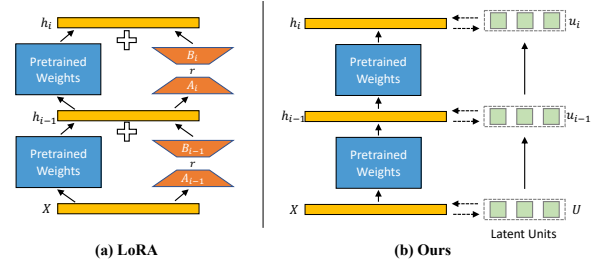 h_i
Pretrained
Weights
B_i
r
A_i
h_{i-1}
Pretrained
Weights
B_{i-1}
r
A_{i-1}
X
(a) LoRA
h_i
u_i
Pretrained
Weights
h_{i-1}
u_{i-1}
Pretrained
Weights
X
U
Latent Units
(b) Ours